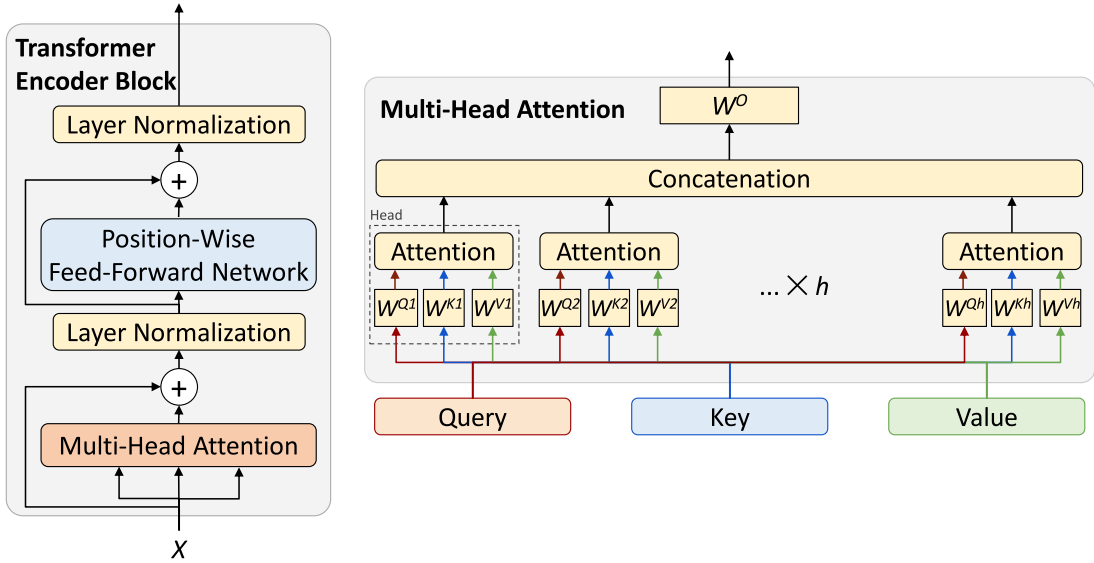 Transformer
Encoder Block
Layer Normalization
+
Position-Wise
Feed-Forward Network
Layer Normalization
+
Multi-Head Attention
X
Multi-Head Attention
W^O
Concatenation
Head
Attention
Attention
Attention
W^Q1 W^K1 W^V1
W^Q2 W^K2 W^V2
... × h
W^Qh W^Kh W^Vh
Query
Key
Value